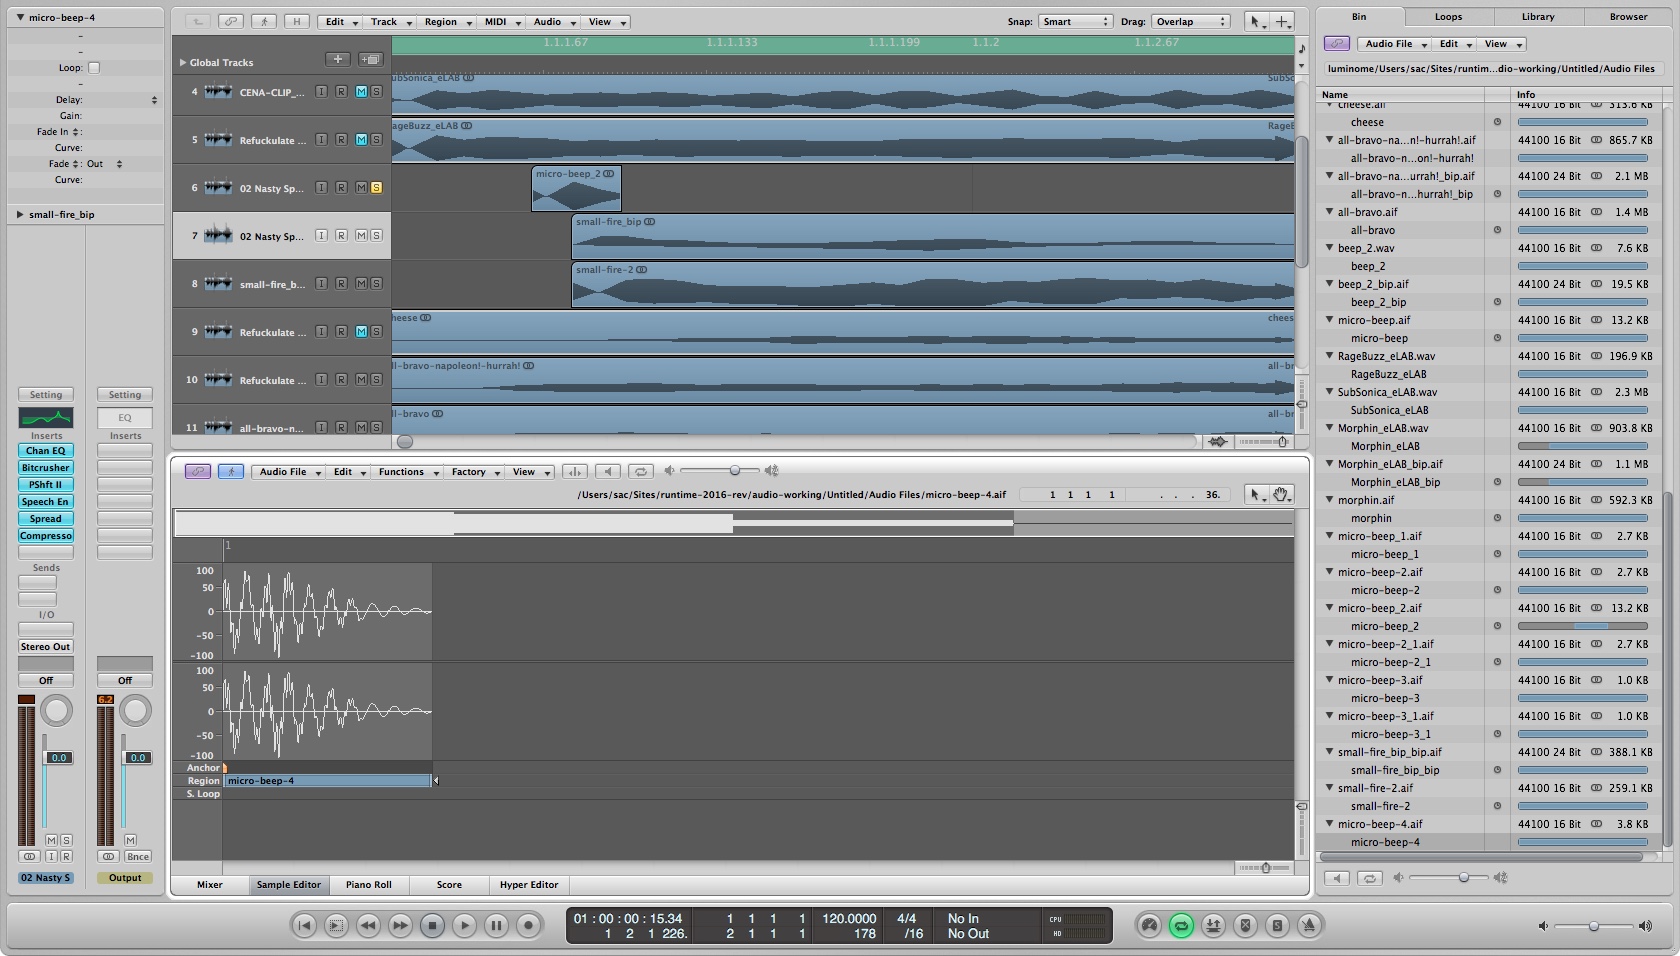 micro-beep-4
Loop:
Delay:
Gain:
Fade In :
Curve:
Fade : Out
Curve:
small-fire_bip
Setting
Setting
EQ
Inserts
Inserts
Chan EQ
Bitcrusher
PShft II
Speech En
Spread
Compresso
Sends
I/O
Stereo Out
Off
Off
6.2
0.0
0.0
M S
M
I R
Bnce
02 Nasty S
Output
H
Edit
Track
Region
MIDI
Audio
View
Snap: Smart
Drag: Overlap
1.1.1.67
1.1.1.133
1.1.1.199
1.1.2
1.1.2.67
Global Tracks
4 CENA-CLIP_... I R M S
ubSonica_eLAB
SubSo
5 Refuckulate ... I R M S
RageBuzz_eLAB
RageB
6 02 Nasty Sp... I R M S
micro-beep_2
7 02 Nasty Sp... I R M S
small-fire_bip
8 small-fire_b... I R M S
small-fire-2
9 Refuckulate ... I R M S
heese
chees
10 Refuckulate ... I R M S
ll-bravo-napoleon!-hurrah!
all-br
11 all-bravo-n... I R M S
ll-bravo
all-br
Audio File
Edit
Functions
Factory
View
/Users/sac/Sites/runtime-2016-rev/audio-working/Untitled/Audio Files/micro-beep-4.aif
1 1 1 1
. . . 36.
1
100
50
0
-50
-100
100
50
0
-50
-100
Anchor
Region micro-beep-4
S. Loop
Mixer
Sample Editor
Piano Roll
Score
Hyper Editor
Bin
Loops
Library
Browser
Audio File
Edit
View
luminome/Users/sac/Sites/runtim...dio-working/Untitled/Audio Files
Name Info
cheese.aif 44100 16 Bit 313.6 KB
cheese
all-bravo-na...n!-hurrah!.aif 44100 16 Bit 865.7 KB
all-bravo-n...on!-hurrah!
all-bravo-na...urrah!_bip.aif 44100 24 Bit 2.1 MB
all-bravo-n...hurrah!_bip
all-bravo.aif 44100 16 Bit 1.4 MB
all-bravo
beep_2.wav 44100 16 Bit 7.6 KB
beep_2
beep_2_bip.aif 44100 24 Bit 19.5 KB
beep_2_bip
micro-beep.aif 44100 16 Bit 13.2 KB
micro-beep
RageBuzz_eLAB.wav 44100 16 Bit 196.9 KB
RageBuzz_eLAB
SubSonica_eLAB.wav 44100 16 Bit 2.3 MB
SubSonica_eLAB
Morphin_eLAB.wav 44100 16 Bit 903.8 KB
Morphin_eLAB
Morphin_eLAB_bip.aif 44100 24 Bit 1.1 MB
Morphin_eLAB_bip
morphin.aif 44100 16 Bit 592.3 KB
morphin
micro-beep_1.aif 44100 16 Bit 2.7 KB
micro-beep_1
micro-beep-2.aif 44100 16 Bit 2.7 KB
micro-beep-2
micro-beep_2.aif 44100 16 Bit 13.2 KB
micro-beep_2
micro-beep-2_1.aif 44100 16 Bit 2.7 KB
micro-beep-2_1
micro-beep-3.aif 44100 16 Bit 1.0 KB
micro-beep-3
micro-beep-3_1.aif 44100 16 Bit 1.0 KB
micro-beep-3_1
small-fire_bip_bip.aif 44100 24 Bit 388.1 KB
small-fire_bip_bip
small-fire-2.aif 44100 16 Bit 259.1 KB
small-fire-2
micro-beep-4.aif 44100 16 Bit 3.8 KB
micro-beep-4
01 : 00 : 00 : 15.34 1 1 1 1 120.0000 4/4 No In CPU
1 2 1 226. 2 1 1 1 178 /16 No Out HD